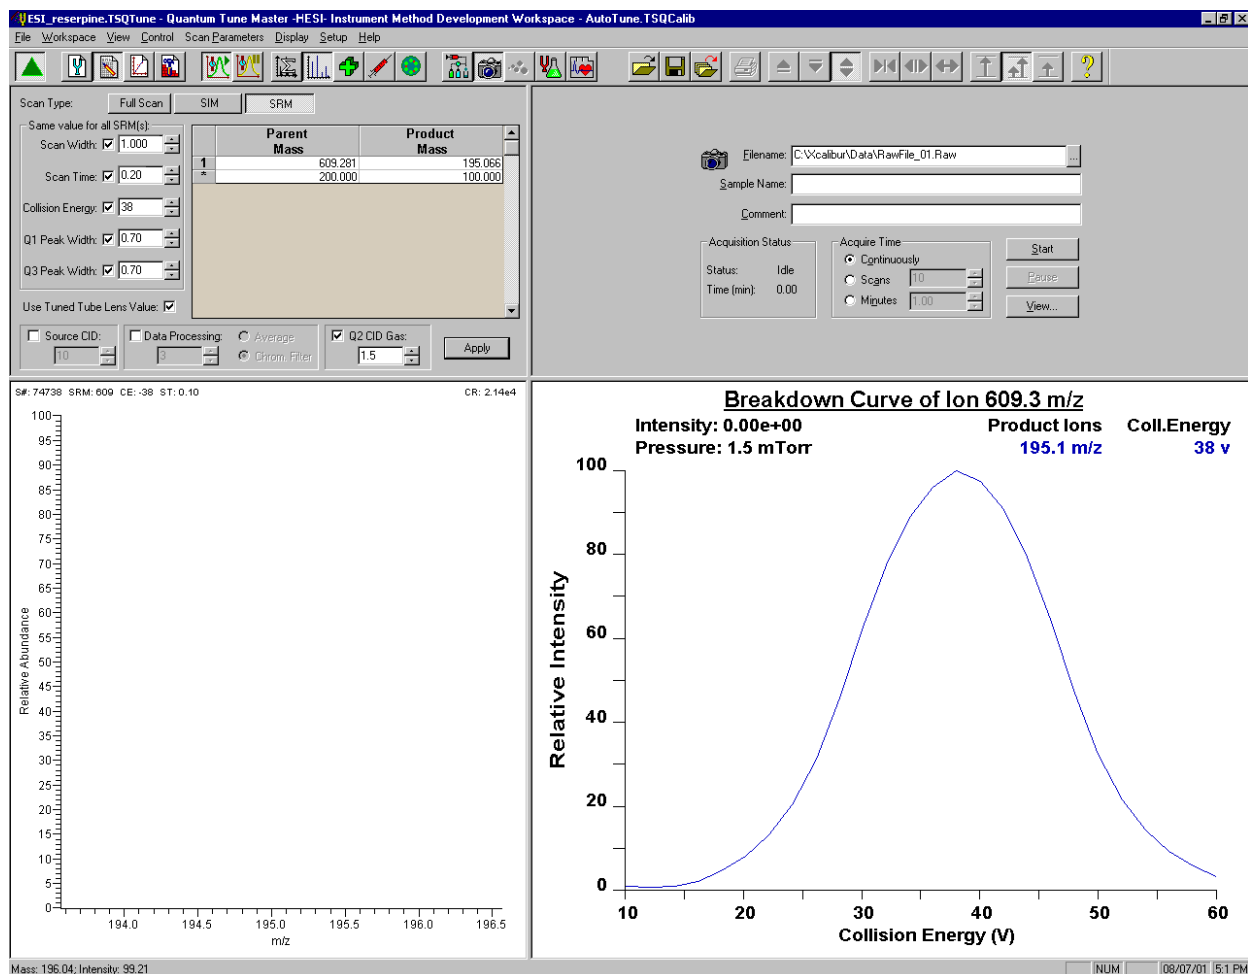 ESI_reserpine.TSQTune - Quantum Tune Master -HESI- Instrument Method Development Workspace - AutoTune.TSQCalib
File Workspace View Control Scan Parameters Display Setup Help
Scan Type: Full Scan SIM SRM
Same value for all SRM(s):
Scan Width: 1.000
Scan Time: 0.20
Collision Energy: 38
Q1 Peak Width: 0.70
Q3 Peak Width: 0.70
Use Tuned Tube Lens Value:
Parent Mass Product Mass
1 609.281 195.066
* 200.000 100.000
Source CID: 10
Data Processing: 3
Average
Chrom. Filter
Q2 CID Gas: 1.5
Apply
Filename: C:\Xcalibur\Data\RawFile_01.Raw ...
Sample Name:
Comment:
Acquisition Status
Status: Idle
Time (min): 0.00
Acquire Time
Continuously
Scans 10
Minutes 1.00
Start
Pause
View...
S#: 74738 SRM: 609 CE: -38 ST: 0.10 CR: 2.14e4
100
95
90
85
80
75
70
65
60
55
50
45
40
35
30
25
20
15
10
5
0
Relative Abundance
194.0 194.5 195.0 195.5 196.0 196.5
m/z
Breakdown Curve of Ion 609.3 m/z
Intensity: 0.00e+00 Product Ions Coll.Energy
Pressure: 1.5 mTorr 195.1 m/z 38 v
100
80
60
40
20
0
Relative Intensity
10 20 30 40 50 60
Collision Energy (V)
Mass: 196.04; Intensity: 99.21
NUM 08/07/01 5:1 PM